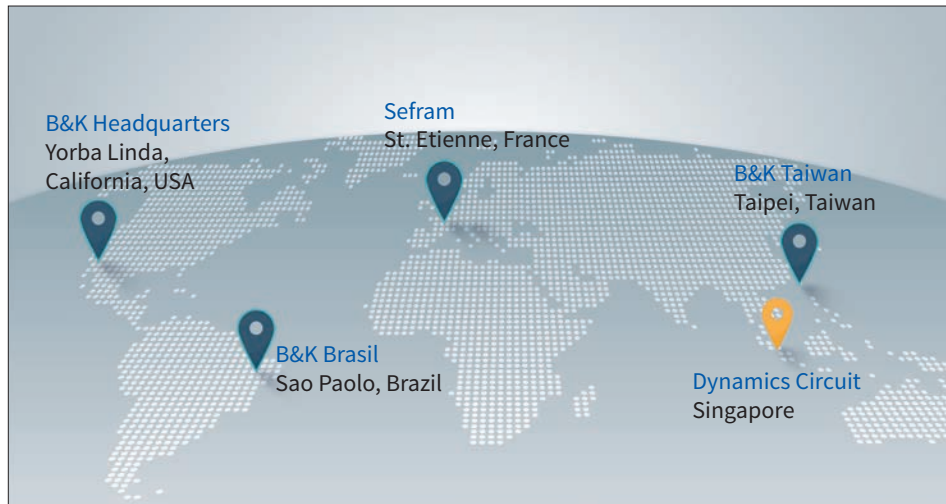 B&K Headquarters
Yorba Linda,
California, USA
Sefram
St. Etienne, France
B&K Taiwan
Taipei, Taiwan
B&K Brasil
Sao Paolo, Brazil
Dynamics Circuit
Singapore